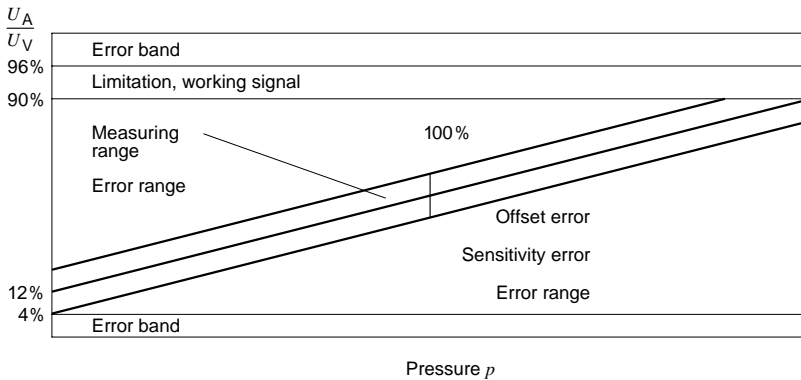 U_A
U_V
Error band
96%
Limitation, working signal
90%
Measuring
range
100%
Error range
Offset error
Sensitivity error
12%
Error range
4%
Error band
Pressure p